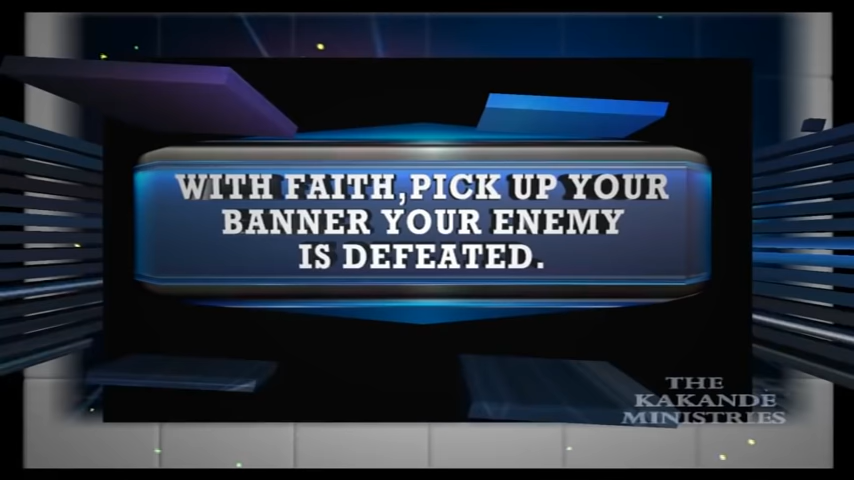 WITH FAITH,PICK UP YOUR
BANNER YOUR ENEMY
IS DEFEATED.
THE
KAKANDE
MINISTRIES